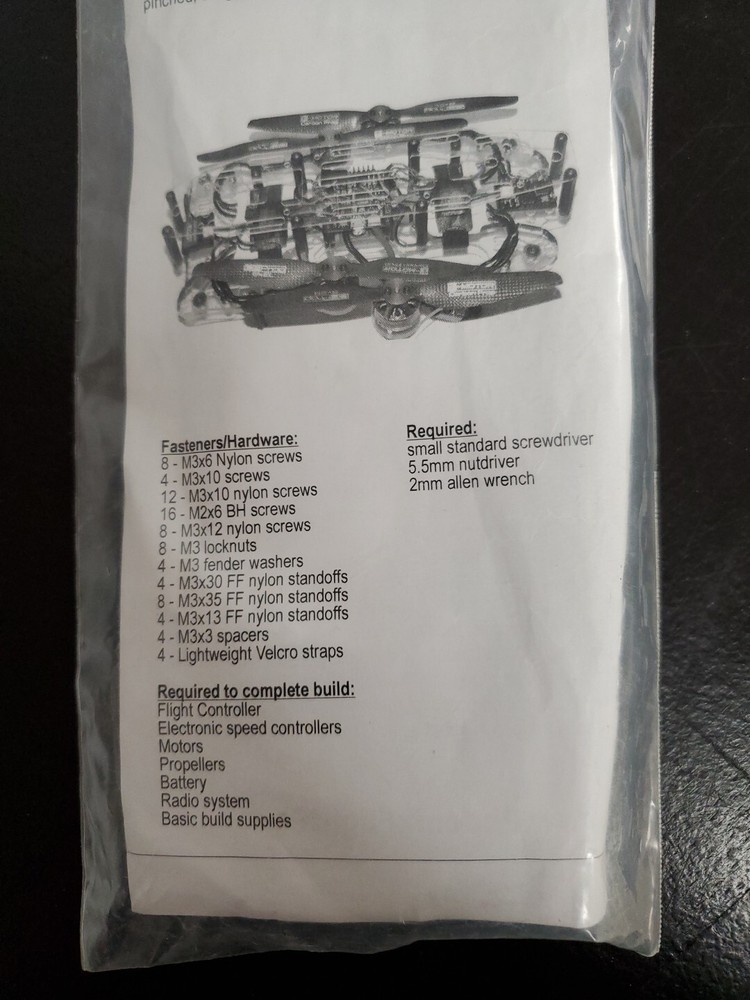 Fasteners/Hardware:
8 - M3x6 Nylon screws
4 - M3x10 screws
12 - M3x10 nylon screws
16 - M2x6 BH screws
8 - M3x12 nylon screws
8 - M3 locknuts
4 - M3 fender washers
4 - M3x30 FF nylon standoffs
8 - M3x35 FF nylon standoffs
4 - M3x13 FF nylon standoffs
4 - M3x3 spacers
4 - Lightweight Velcro straps
Required to complete build:
Flight Controller
Electronic speed controllers
Motors
Propellers
Battery
Radio system
Basic build supplies
Required:
small standard screwdriver
5.5mm nutdriver
2mm allen wrench